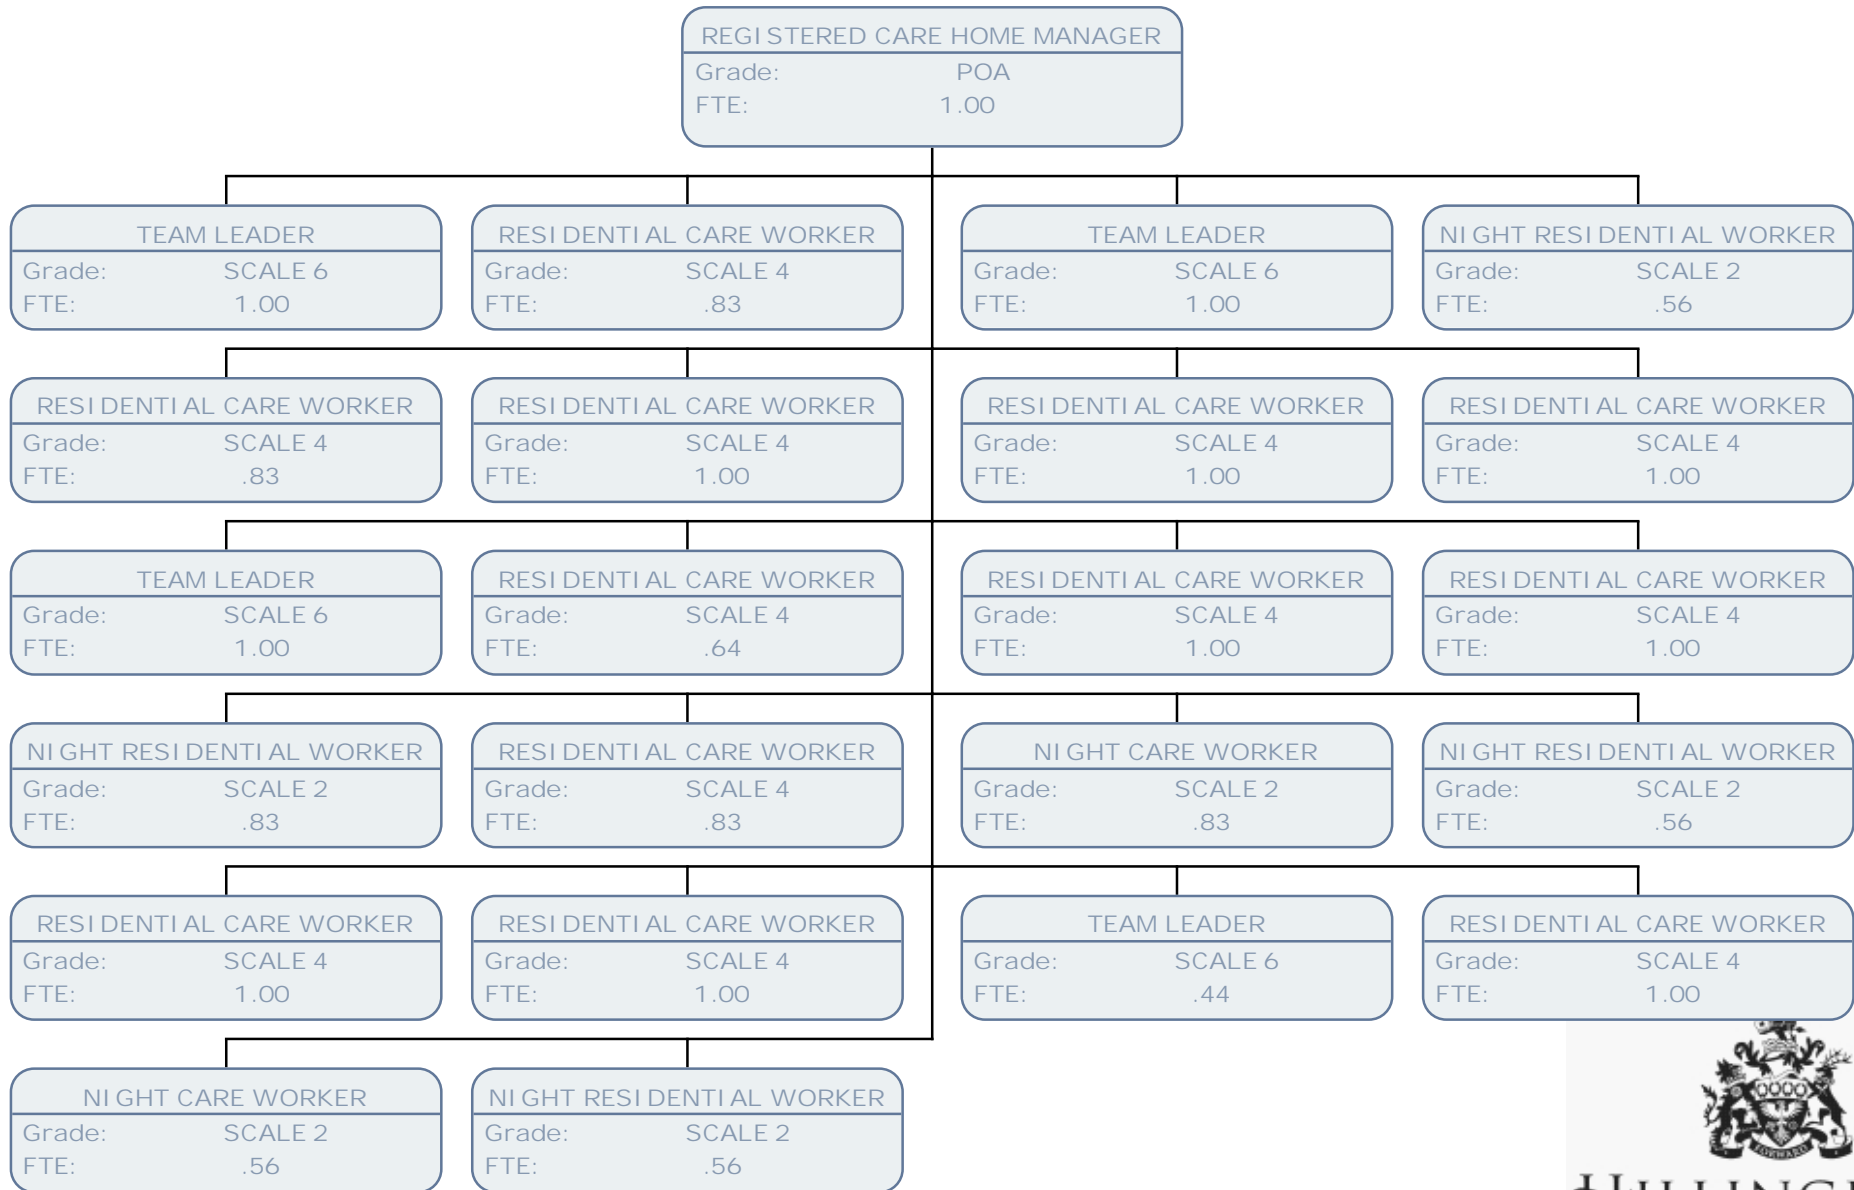 REGISTERED CARE HOME MANAGER
Grade: POA
FTE: 1.00
TEAM LEADER
Grade: SCALE 6
FTE: 1.00
RESIDENTIAL CARE WORKER
Grade: SCALE 4
FTE: .83
TEAM LEADER
Grade: SCALE 6
FTE: 1.00
NIGHT RESIDENTIAL WORKER
Grade: SCALE 2
FTE: .56
RESIDENTIAL CARE WORKER
Grade: SCALE 4
FTE: .83
RESIDENTIAL CARE WORKER
Grade: SCALE 4
FTE: 1.00
RESIDENTIAL CARE WORKER
Grade: SCALE 4
FTE: 1.00
RESIDENTIAL CARE WORKER
Grade: SCALE 4
FTE: 1.00
TEAM LEADER
Grade: SCALE 6
FTE: 1.00
RESIDENTIAL CARE WORKER
Grade: SCALE 4
FTE: .64
RESIDENTIAL CARE WORKER
Grade: SCALE 4
FTE: 1.00
RESIDENTIAL CARE WORKER
Grade: SCALE 4
FTE: 1.00
NIGHT RESIDENTIAL WORKER
Grade: SCALE 2
FTE: .83
RESIDENTIAL CARE WORKER
Grade: SCALE 4
FTE: .83
NIGHT CARE WORKER
Grade: SCALE 2
FTE: .83
NIGHT RESIDENTIAL WORKER
Grade: SCALE 2
FTE: .56
RESIDENTIAL CARE WORKER
Grade: SCALE 4
FTE: 1.00
RESIDENTIAL CARE WORKER
Grade: SCALE 4
FTE: 1.00
TEAM LEADER
Grade: SCALE 6
FTE: .44
RESIDENTIAL CARE WORKER
Grade: SCALE 4
FTE: 1.00
NIGHT CARE WORKER
Grade: SCALE 2
FTE: .56
NIGHT RESIDENTIAL WORKER
Grade: SCALE 2
FTE: .56
FORWARD